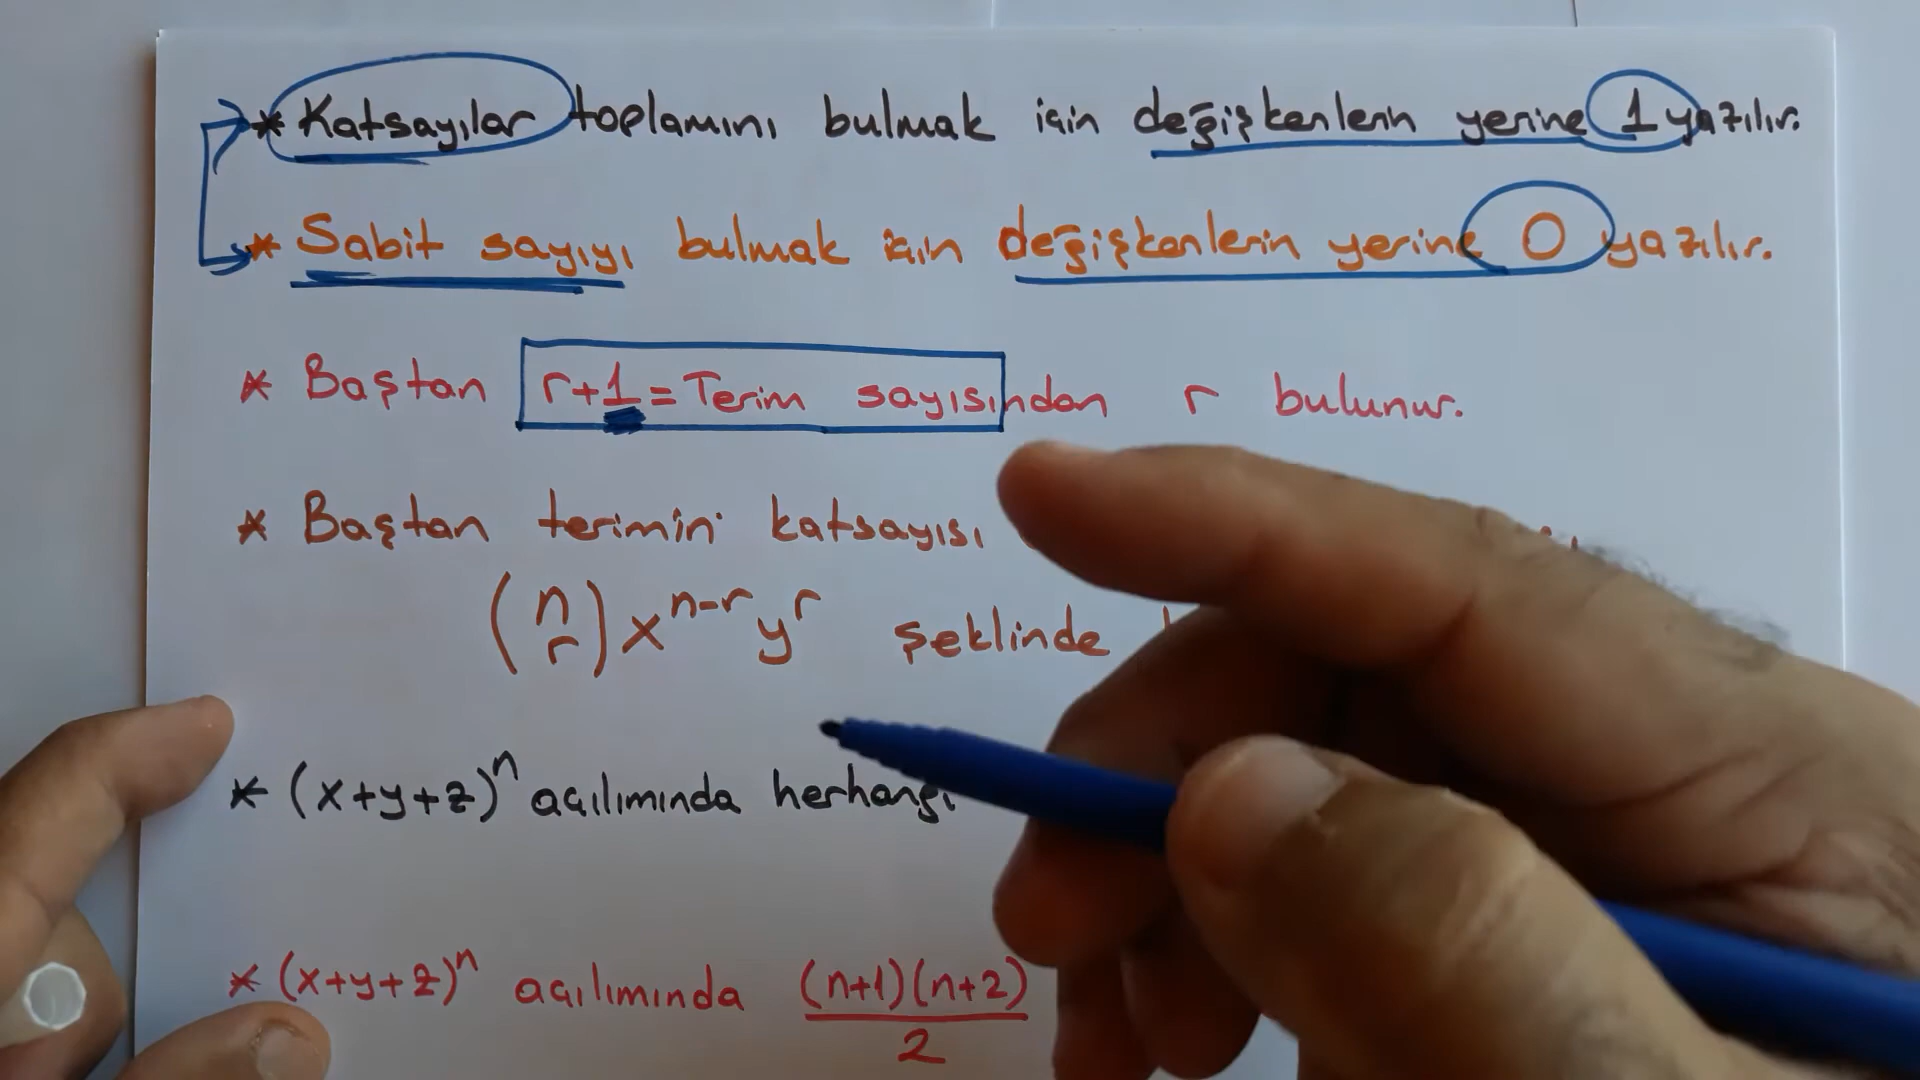 * Katsayılar toplamını bulmak için değişkenlerin yerine 1 yazılır.
* Sabit sayıyı bulmak için değişkenlerin yerine 0 yazılır.
* Baştan r+1=Terim sayısından r bulunur.
* Baştan terimin katsayısı
(n r) x^n-r y^r şeklinde
* (x+y+z)^n açılımında herhangi
* (x+y+z)^n açılımında (n+1)(n+2)
2